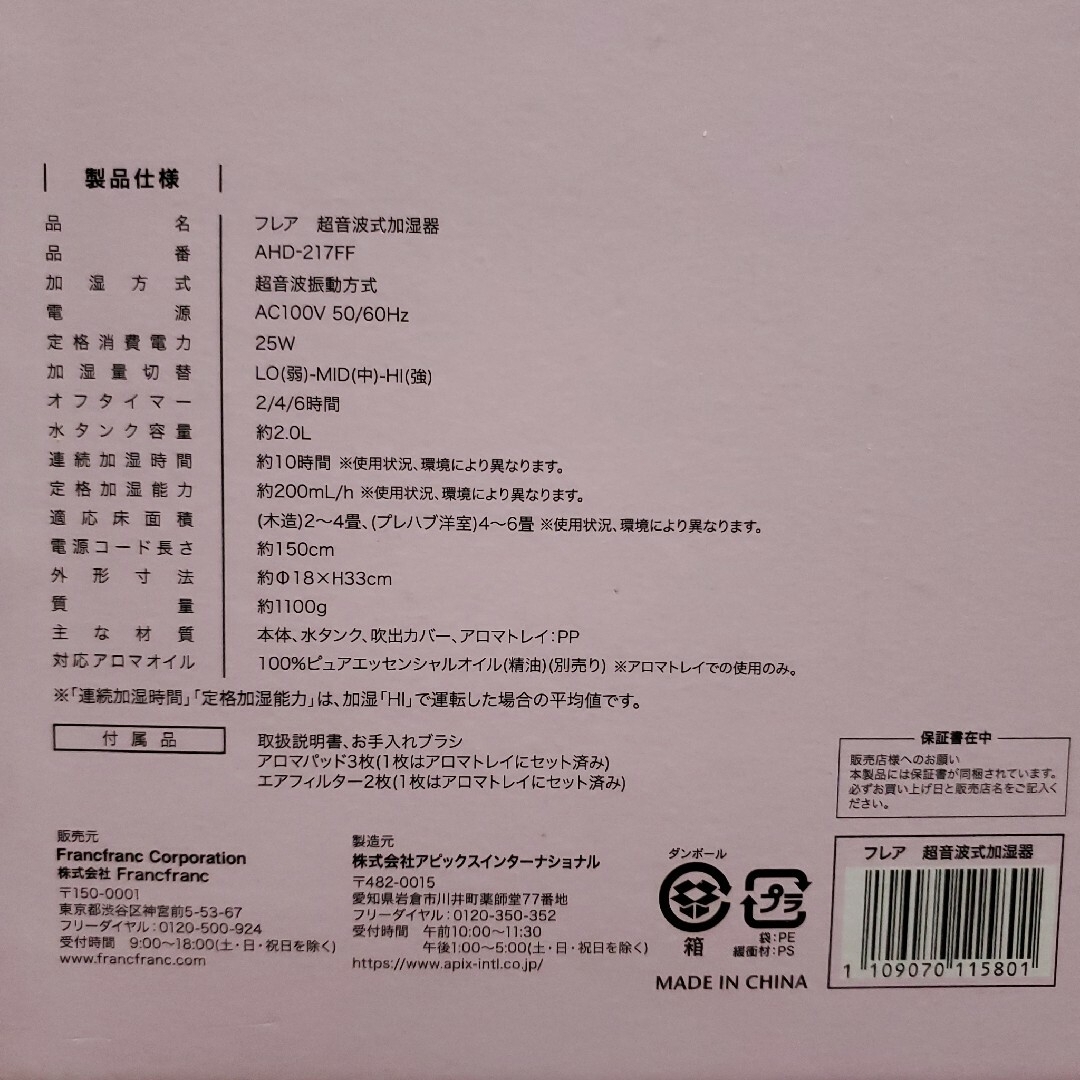 製品仕様
品名 フレア 超音波式加湿器
品番 AHD-217FF
加湿方式 超音波振動方式
電源 AC100V 50/60Hz
定格消費電力 25W
加湿量切替 LO(弱)-MID(中)-HI(強)
オフタイマー 2/4/6時間
水タンク容量 約2.0L
連続加湿時間 約10時間 ※使用状況、環境により異なります。
定格加湿能力 約200mL/h ※使用状況、環境により異なります。
適応床面積 (木造)2〜4畳、(プレハブ洋室)4〜6畳 ※使用状況、環境により異なります。
電源コード長さ 約150cm
外形寸法 約Φ18×H33cm
質量 約1100g
主な材質 本体、水タンク、吹出カバー、アロマトレイ:PP
対応アロマオイル 100%ピュアエッセンシャルオイル(精油)(別売り) ※アロマトレイでの使用のみ。
※「連続加湿時間」「定格加湿能力」は、加湿「HI」で運転した場合の平均値です。
付属品 取扱説明書、お手入れブラシ
アロマパッド3枚(1枚はアロマトレイにセット済み)
エアフィルター2枚(1枚はアロマトレイにセット済み)
保証書在中
販売店様へのお願い
本製品には保証書が同梱されています。
必ずお買い上げ日と販売店名をご記入く
ださい。
販売元
Francfranc Corporation
株式会社 Francfranc
〒150-0001
東京都渋谷区神宮前5-53-67
フリーダイヤル:0120-500-924
受付時間 9:00〜18:00(土・日・祝日を除く)
www.francfranc.com
製造元
株式会社アピックスインターナショナル
〒482-0015
愛知県岩倉市川井町薬師堂77番地
フリーダイヤル:0120-350-352
受付時間 午前10:00〜11:30
午後1:00〜5:00(土・日・祝日を除く)
https://www.apix-intl.co.jp/
ダンボール
箱
プラ
袋:PE
緩衝材:PS
MADE IN CHINA
フレア 超音波式加湿器
1 109070 115801